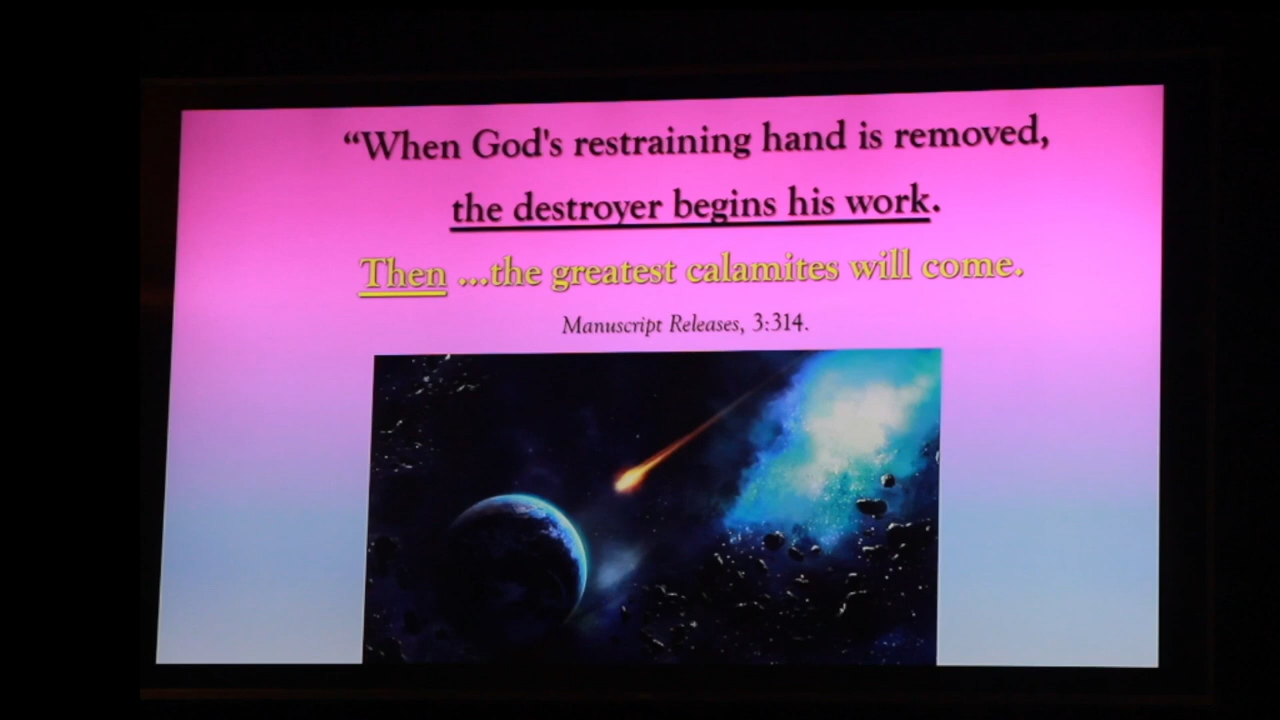 “When God's restraining hand is removed,
the destroyer begins his work.
Then ...the greatest calamites will come.
Manuscript Releases, 3:314.